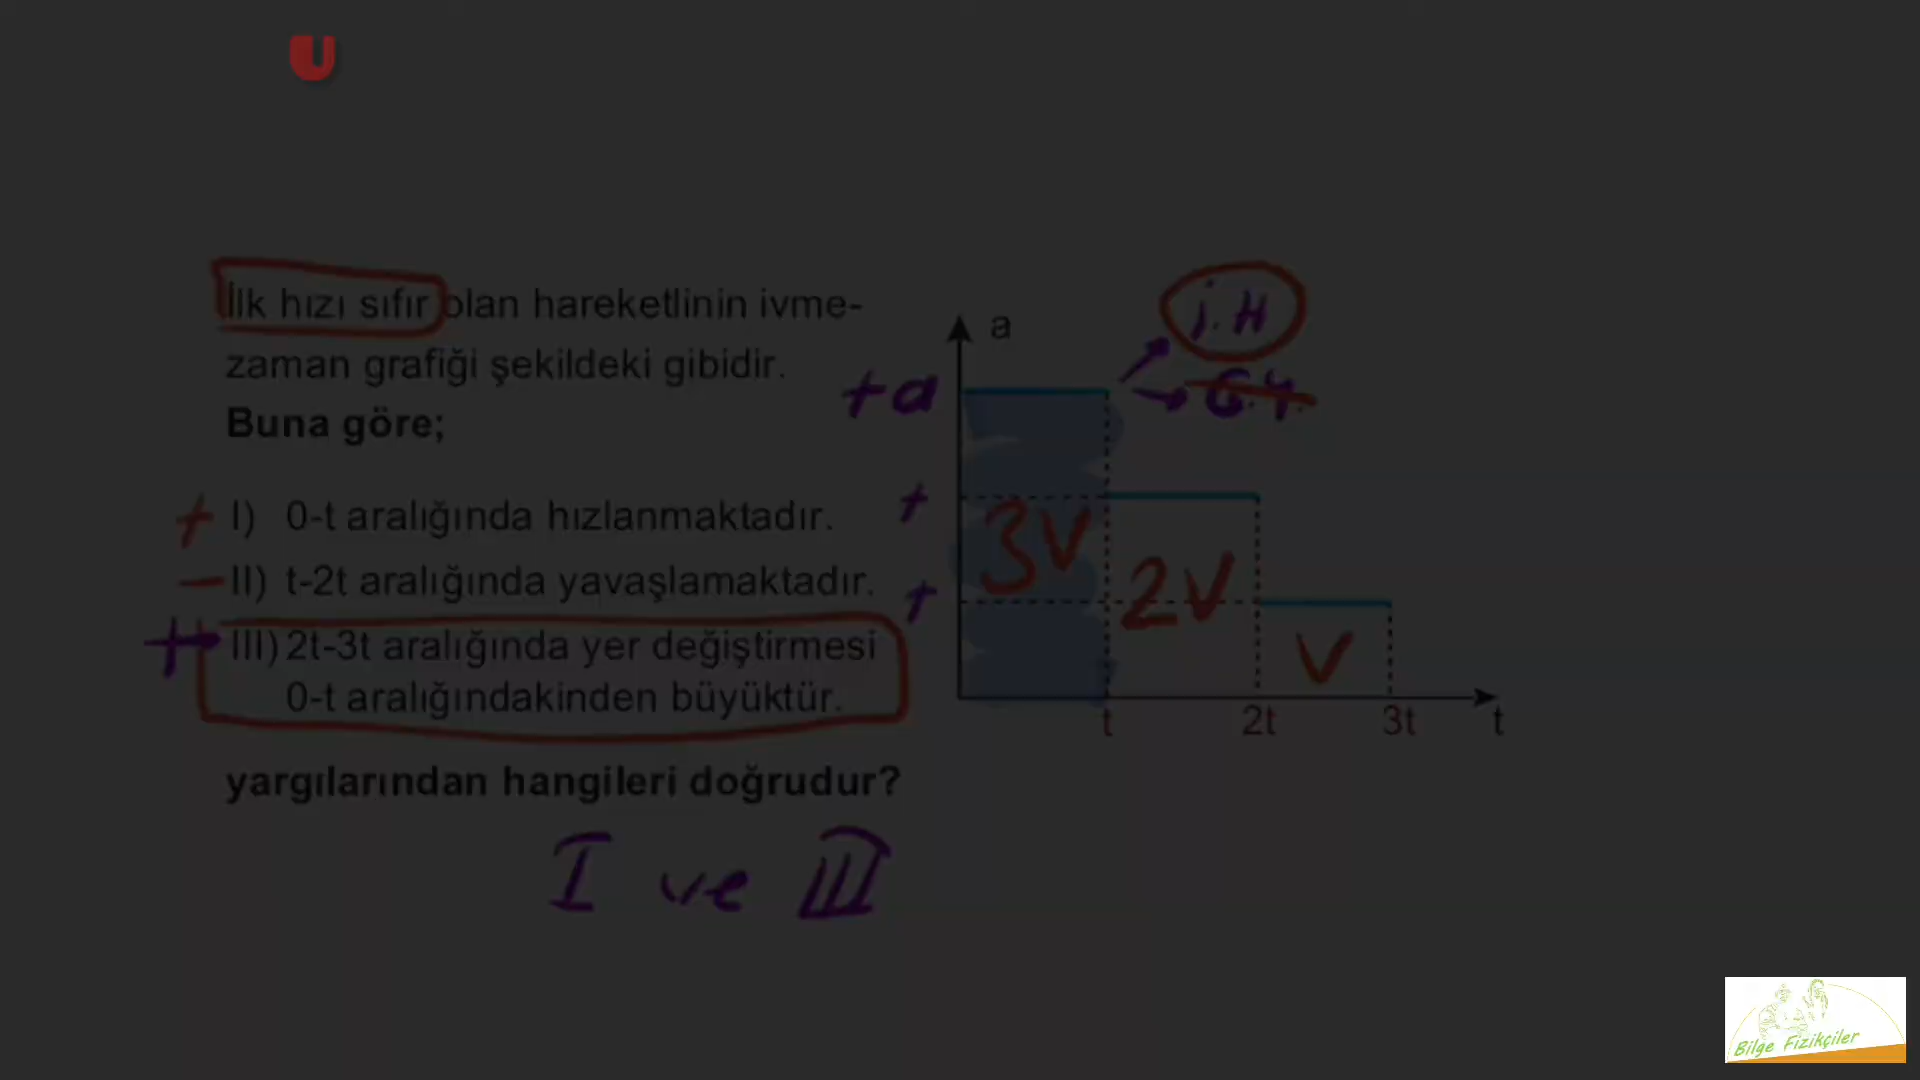 U
İlk hızı sıfır olan hareketlinin ivme-
zaman grafiği şekildeki gibidir.
Buna göre;
+ I) 0-t aralığında hızlanmaktadır.
– II) t-2t aralığında yavaşlamaktadır.
+ III) 2t-3t aralığında yer değiştirmesi
0-t aralığındakinden büyüktür.
yargılarından hangileri doğrudur?
I ve III
a
İ.H
+a
G.Y.
+
3V
+
2V
V
t 2t 3t t
Bilge Fizikçiler